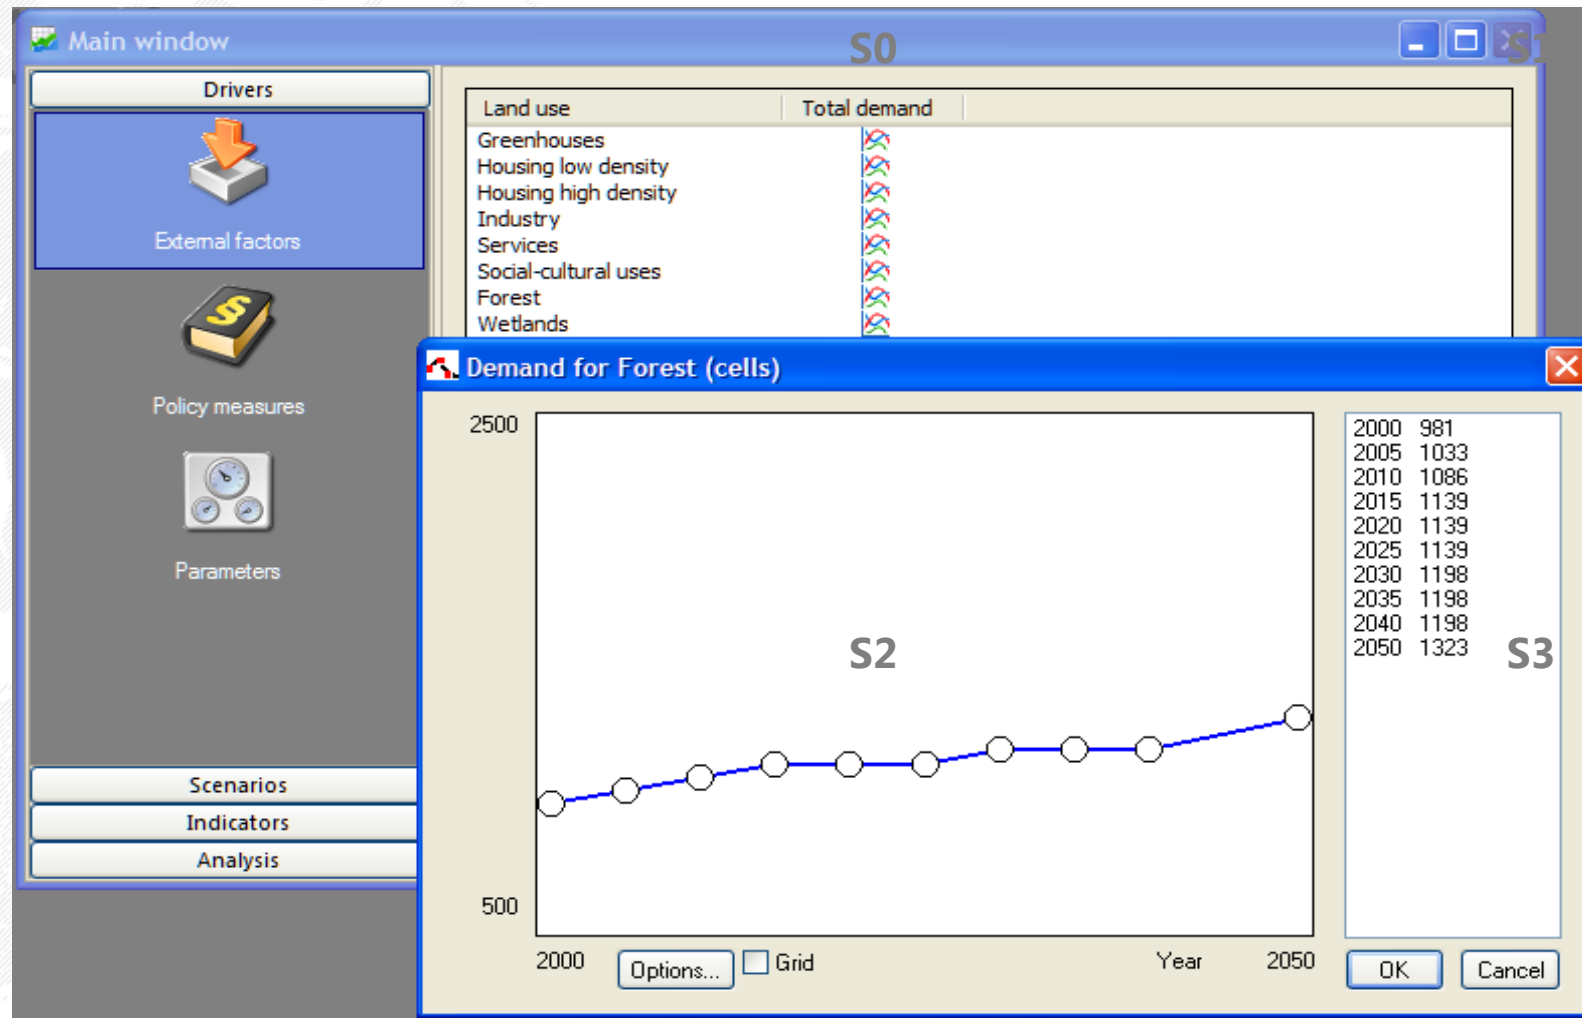 Main window
S0
S1
Drivers
External factors
Policy measures
Parameters
Scenarios
Indicators
Analysis
Land use Total demand
Greenhouses
Housing low density
Housing high density
Industry
Services
Social-cultural uses
Forest
Wetlands
Demand for Forest (cells)
2500
500
2000
Options...
Grid
Year
2050
S2
2000 981
2005 1033
2010 1086
2015 1139
2020 1139
2025 1139
2030 1198
2035 1198
2040 1198
2050 1323
S3
OK
Cancel